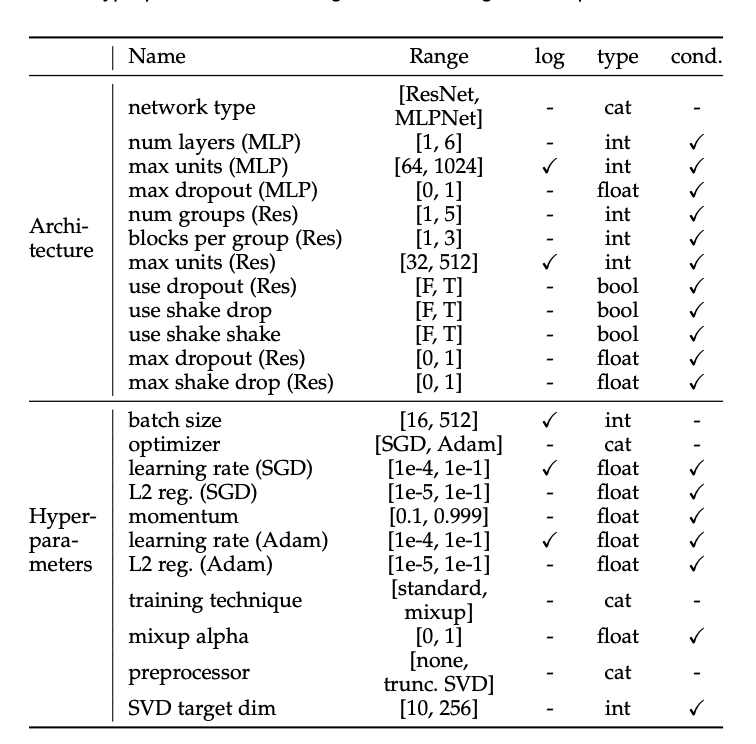 Name Range log type cond.
network type [ResNet, MLPNet] - cat -
num layers (MLP) [1, 6] - int ✓
max units (MLP) [64, 1024] ✓ int ✓
max dropout (MLP) [0, 1] - float ✓
Archi-
tecture
num groups (Res) [1, 5] - int ✓
blocks per group (Res) [1, 3] - int ✓
max units (Res) [32, 512] ✓ int ✓
use dropout (Res) [F, T] - bool ✓
use shake drop [F, T] - bool ✓
use shake shake [F, T] - bool ✓
max dropout (Res) [0, 1] - float ✓
max shake drop (Res) [0, 1] - float ✓
batch size [16, 512] ✓ int -
optimizer [SGD, Adam] - cat -
learning rate (SGD) [1e-4, 1e-1] ✓ float ✓
L2 reg. (SGD) [1e-5, 1e-1] - float ✓
Hyper-
para-
meters
momentum [0.1, 0.999] - float ✓
learning rate (Adam) [1e-4, 1e-1] ✓ float ✓
L2 reg. (Adam) [1e-5, 1e-1] - float ✓
training technique [standard, mixup] - cat -
mixup alpha [0, 1] - float ✓
preprocessor [none, trunc. SVD] - cat -
SVD target dim [10, 256] - int ✓